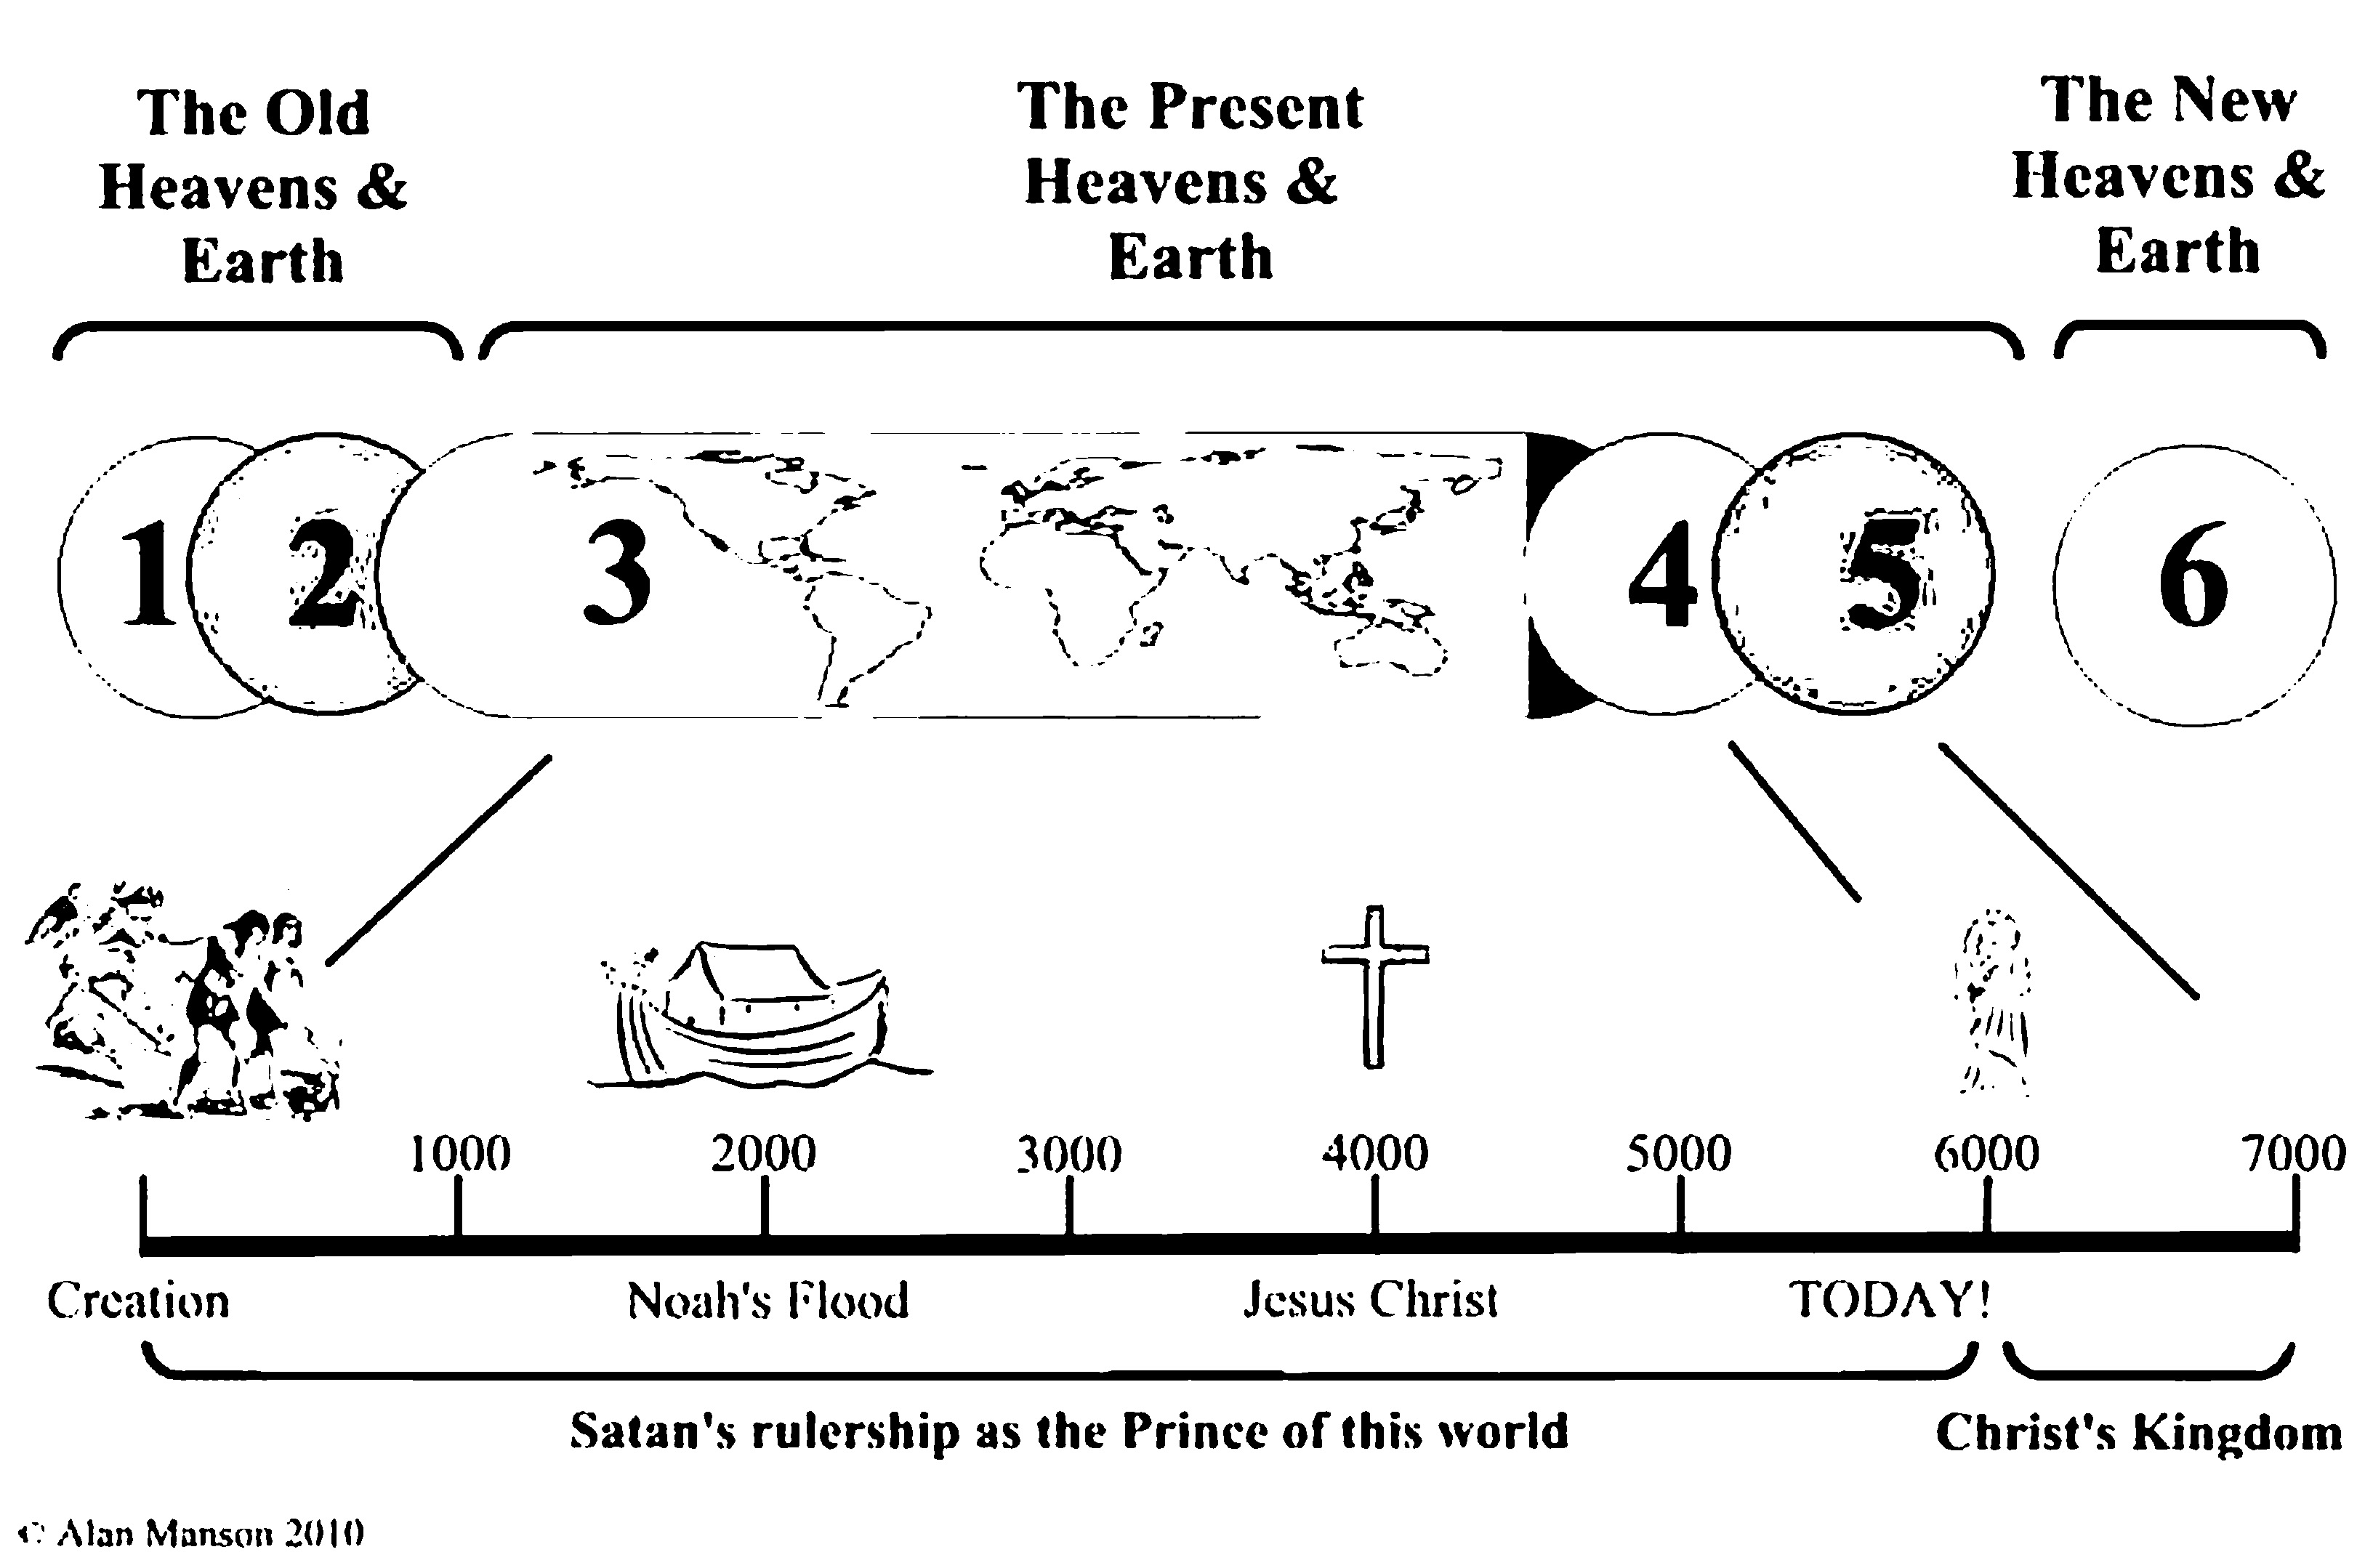 The Old
Heavens &
Earth
The Present
Heavens &
Earth
The New
Heavens &
Earth
1 2 3 4 5 6
1000 2000 3000 4000 5000 6000 7000
Creation Noah's Flood Jesus Christ TODAY!
Satan's rulership as the Prince of this world Christ's Kingdom
© Alan Manson 2010